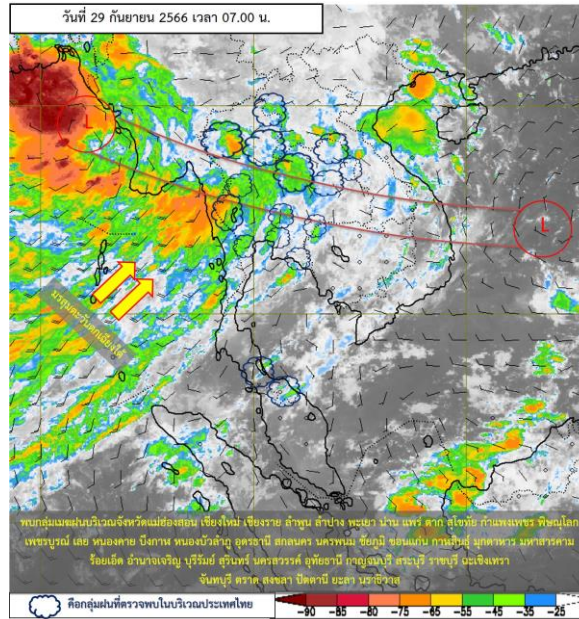 วันที่ 29 กันยายน 2566 เวลา 07.00 น.
L
L
มรสุมตะวันตกเฉียงใต้
พบกลุ่มเมฆฝนบริเวณจังหวัดแม่ฮ่องสอน เชียงใหม่ เชียงราย ลำพูน ลำปาง พะเยา น่าน แพร่ ตาก สุโขทัย กำแพงเพชร พิษณุโลก
เพชรบูรณ์ เลย หนองคาย บึงกาฬ หนองบัวลำภู อุดรธานี สกลนคร นครพนม ชัยภูมิ ขอนแก่น กาฬสินธุ์ มุกดาหาร มหาสารคาม
ร้อยเอ็ด อำนาจเจริญ บุรีรัมย์ สุรินทร์ นครสวรรค์ อุทัยธานี กาญจนบุรี สระบุรี ราชบุรี ฉะเชิงเทรา
จันทบุรี ตราด สงขลา ปัตตานี ยะลา นราธิวาส
คือกลุ่มฝนที่ตรวจพบในบริเวณประเทศไทย
-90 -85 -80 -75 -65 -55 -45 -35 -25